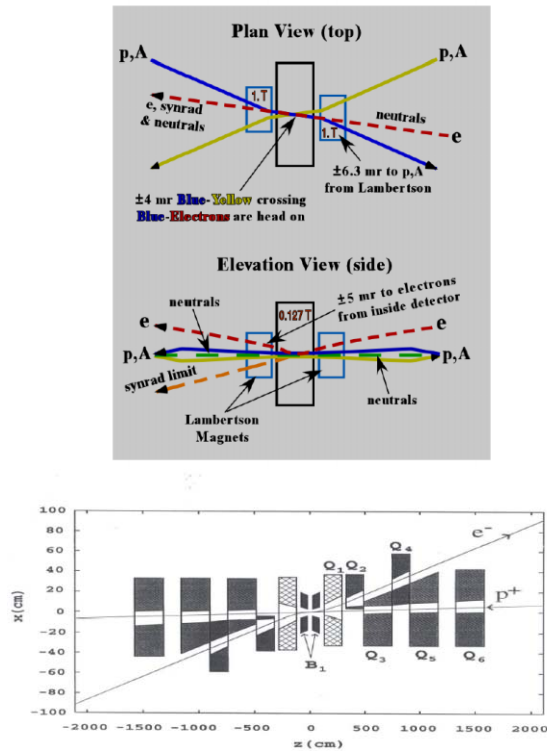 Plan View (top)
p,A
p,A
1.T
e, synrad
& neutrals
neutrals
e
1.T
±6.3 mr to p,A
from Lambertson
±4 mr Blue-Yellow crossing
Blue-Electrons are head on
Elevation View (side)
±5 mr to electrons
from inside detector
neutrals
0.127T
e
e
p,A
p,A
synrad limit
neutrals
Lambertson
Magnets
100
80
60
40
20
0
-20
-40
-60
-80
-100
x(cm)
Q₁
Q₂
Q₄
e⁻
p⁺
B₁
Q₃
Q₅
Q₆
-2000 -1500 -1000 -500 0 500 1000 1500 2000
z(cm)